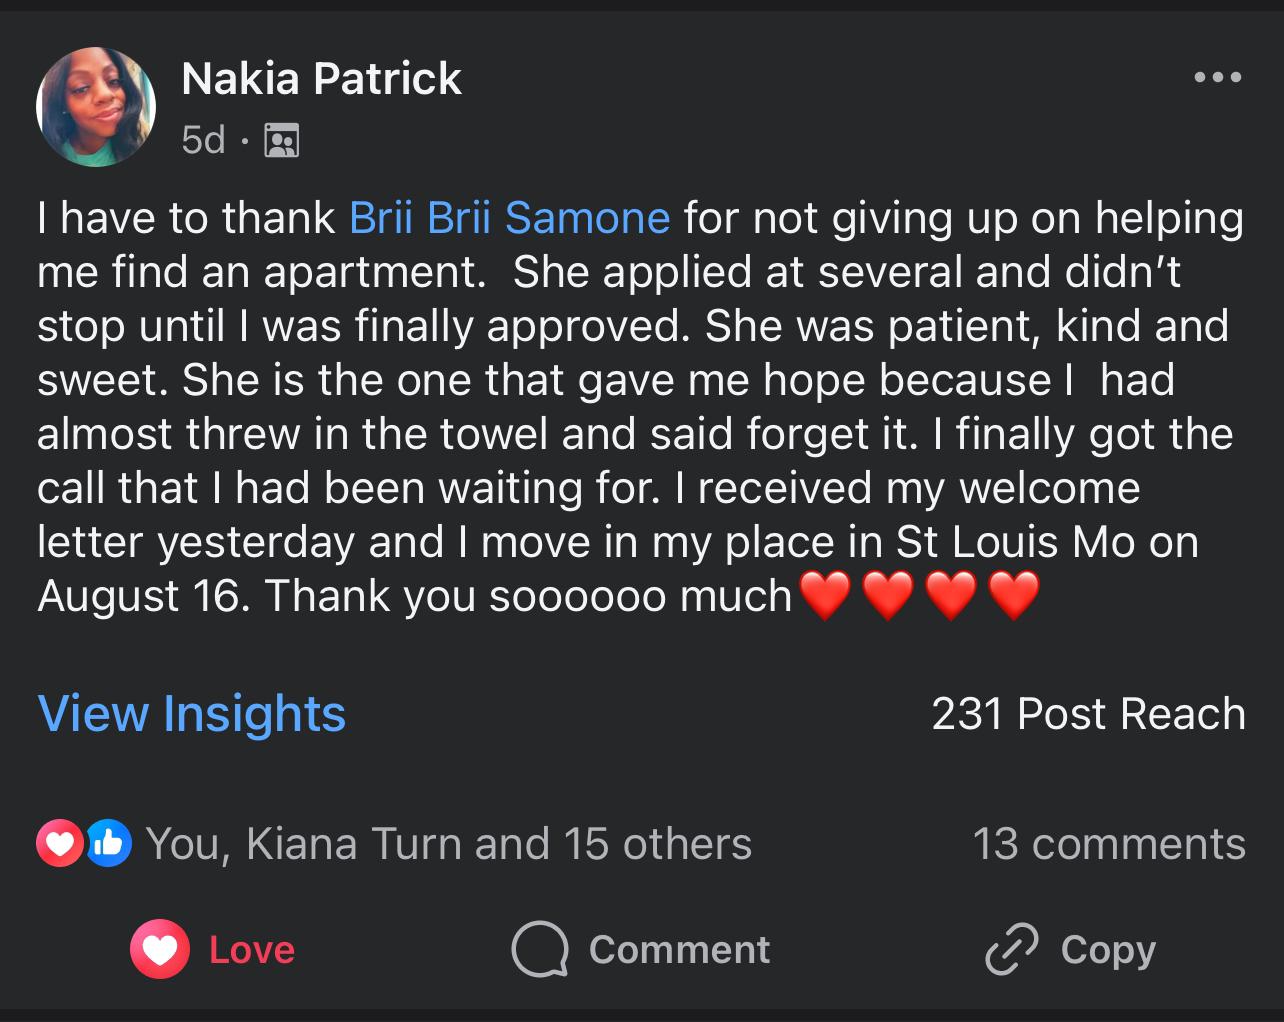 Nakia Patrick
5d ·
I have to thank Brii Brii Samone for not giving up on helping
me find an apartment.  She applied at several and didn’t
stop until I was finally approved. She was patient, kind and
sweet. She is the one that gave me hope because I  had
almost threw in the towel and said forget it. I finally got the
call that I had been waiting for. I received my welcome
letter yesterday and I move in my place in St Louis Mo on
August 16. Thank you soooooo much❤️❤️❤️❤️
View Insights
231 Post Reach
You, Kiana Turn and 15 others
13 comments
Love
Comment
Copy